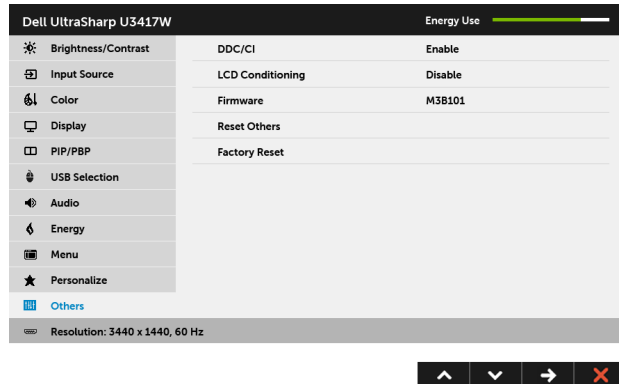 Dell UltraSharp U3417W Energy Use
Brightness/Contrast DDC/CI Enable
Input Source LCD Conditioning Disable
Color Firmware M3B101
Display Reset Others
PIP/PBP Factory Reset
USB Selection
Audio
Energy
Menu
Personalize
Others
Resolution: 3440 x 1440, 60 Hz